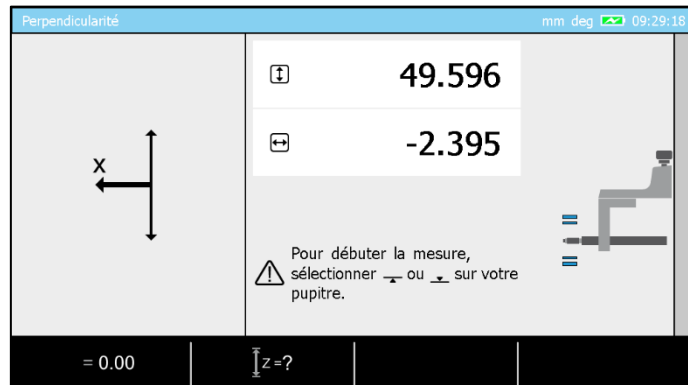 Perpendicularité
mm deg 09:29:18
49.596
X
-2.395
Pour débuter la mesure,
sélectionner ou sur votre
pupitre.
= 0.00
z =?